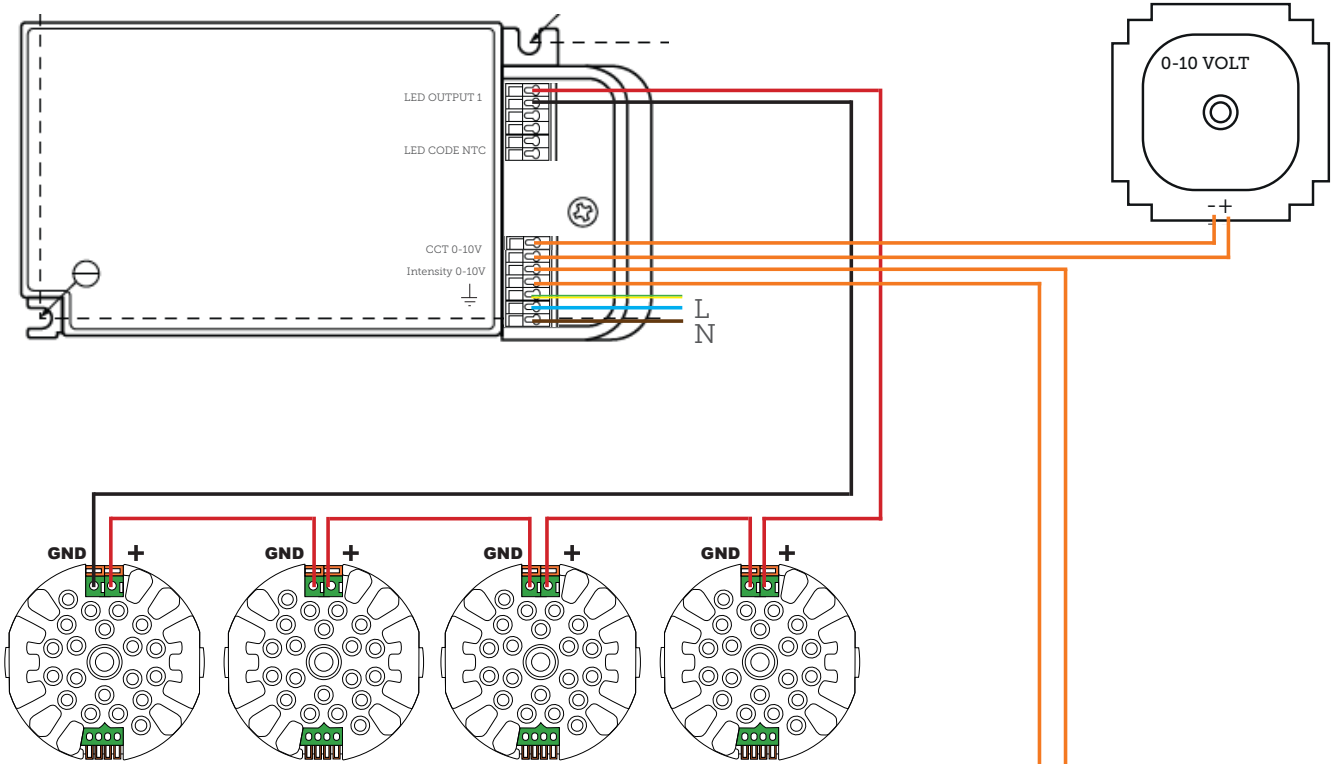 0-10 VOLT
LED OUTPUT 1
LED CODE NTC
- +
CCT 0-10V
Intensity 0-10V
L
N
GND +
GND +
GND +
GND +